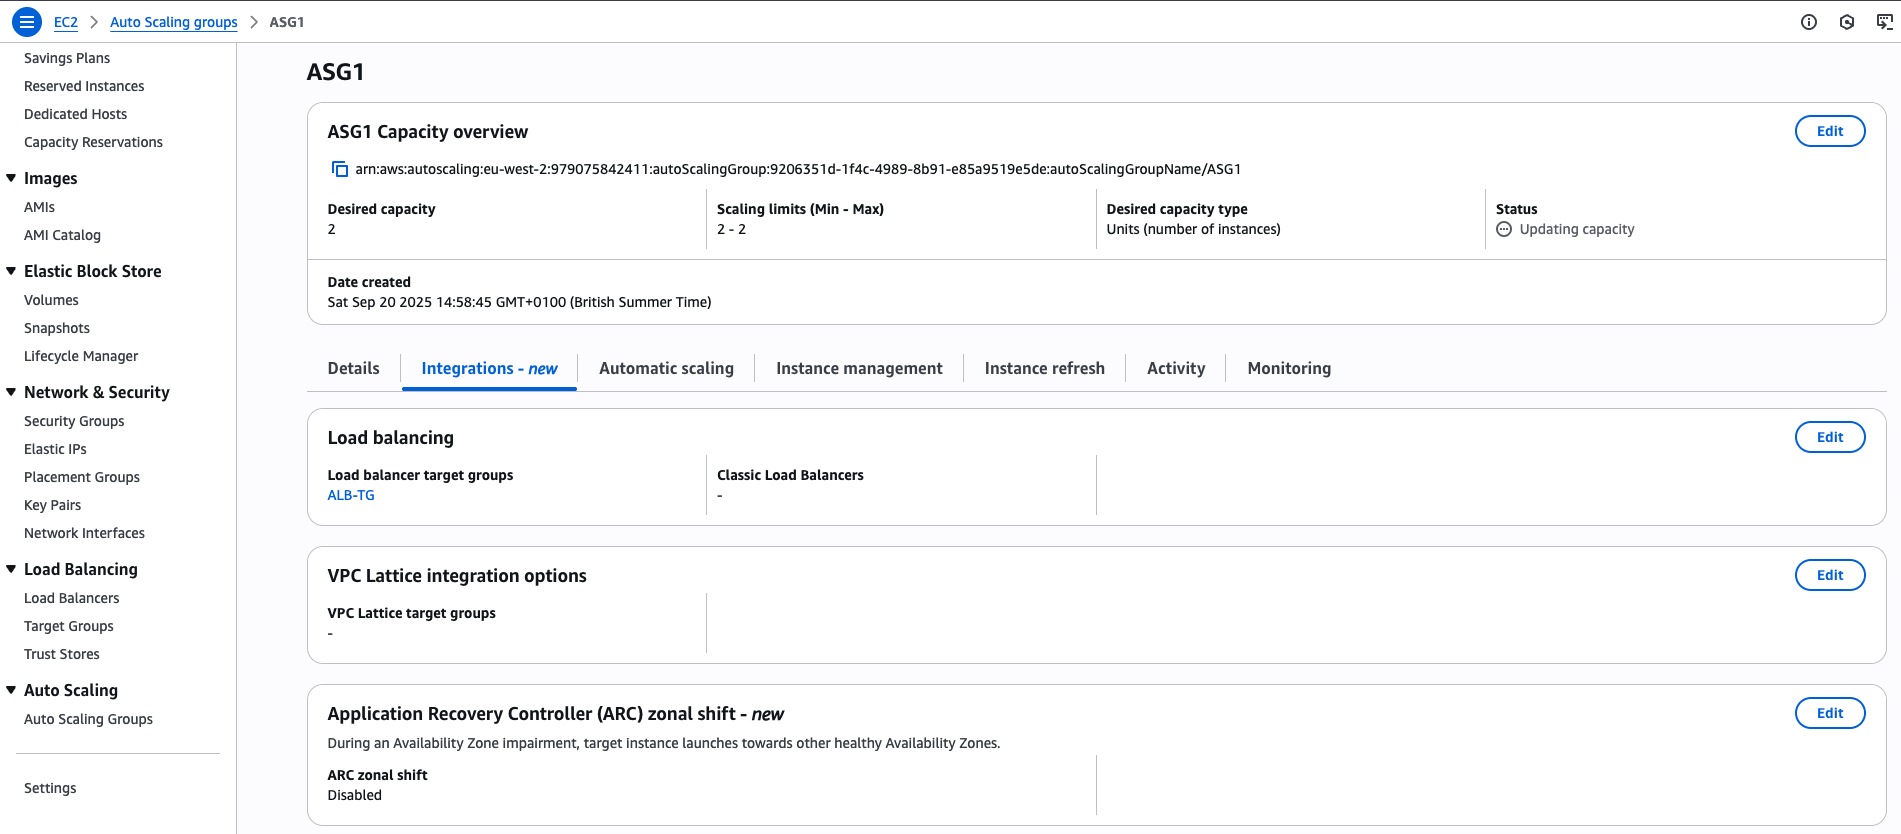 EC2 > Auto Scaling groups > ASG1
Savings Plans
Reserved Instances
Dedicated Hosts
Capacity Reservations
Images
AMIs
AMI Catalog
Elastic Block Store
Volumes
Snapshots
Lifecycle Manager
Network & Security
Security Groups
Elastic IPs
Placement Groups
Key Pairs
Network Interfaces
Load Balancing
Load Balancers
Target Groups
Trust Stores
Auto Scaling
Auto Scaling Groups
Settings
ASG1
ASG1 Capacity overview
Edit
arn:aws:autoscaling:eu-west-2:979075842411:autoScalingGroup:9206351d-1f4c-4989-8b91-e85a9519e5de:autoScalingGroupName/ASG1
Desired capacity
2
Scaling limits (Min - Max)
2 - 2
Desired capacity type
Units (number of instances)
Status
Updating capacity
Date created
Sat Sep 20 2025 14:58:45 GMT+0100 (British Summer Time)
Details
Integrations - new
Automatic scaling
Instance management
Instance refresh
Activity
Monitoring
Load balancing
Edit
Load balancer target groups
ALB-TG
Classic Load Balancers
-
VPC Lattice integration options
Edit
VPC Lattice target groups
-
Application Recovery Controller (ARC) zonal shift - new
Edit
During an Availability Zone impairment, target instance launches towards other healthy Availability Zones.
ARC zonal shift
Disabled